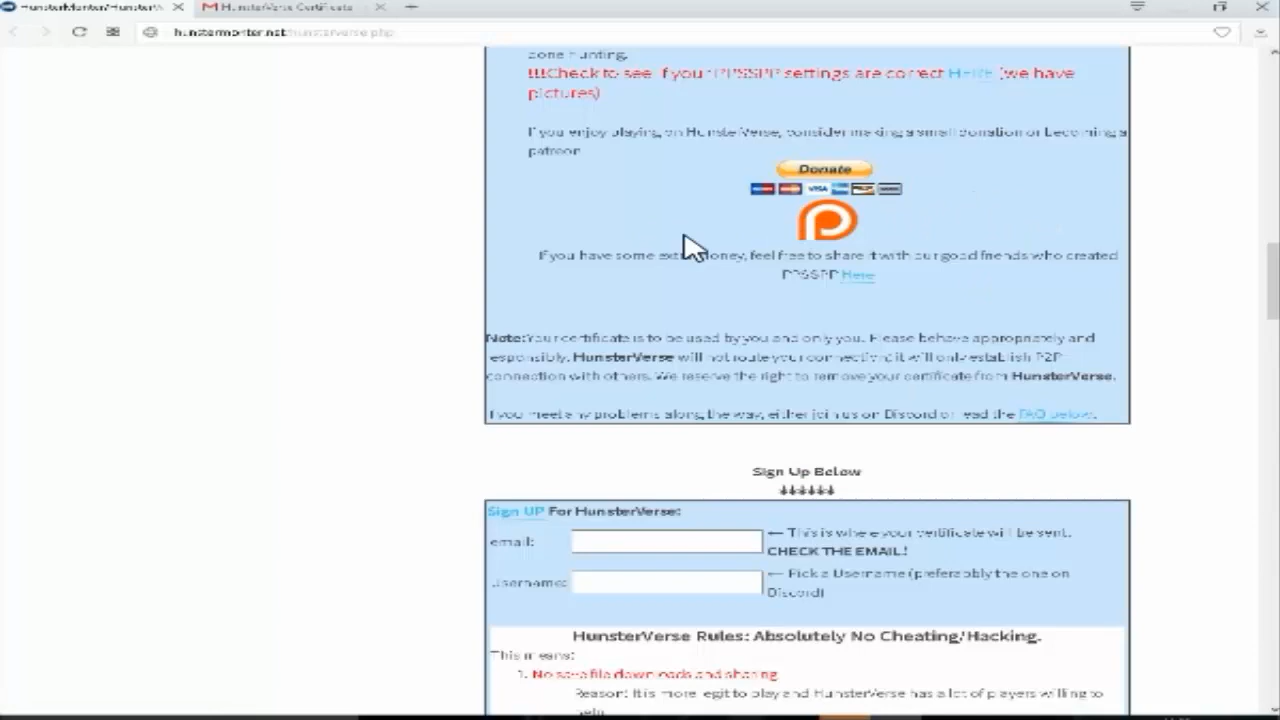 HunsterVerse Certificate
hunstermonster.net/hunsterverse.php
done hunting.
!!!Check to see if your PPSSPP settings are correct HERE (we have
pictures)
If you enjoy playing on HunsterVerse, consider making a small donation or becoming a
patreon
Donate
VISA
If you have some extra money, feel free to share it with our good friends who created
PPSSPP Here
Note: Your certificate is to be used by you and only you. Please behave appropriately and
responsibly. HunsterVerse will not route your connection; it will only establish P2P
connection with others. We reserve the right to remove your certificate from HunsterVerse.
If you meet any problems along the way, either join us on Discord or read the FAQ below.
Sign Up Below
↓↓↓↓↓↓
Sign UP For HunsterVerse:
email: ← This is where your certificate will be sent.
CHECK THE EMAIL!
Username: ← Pick a Username (preferably the one on
Discord)
HunsterVerse Rules: Absolutely No Cheating/Hacking.
This means:
1. No save file downloads and sharing
Reason: It is more legit to play and HunsterVerse has a lot of players willing to
help